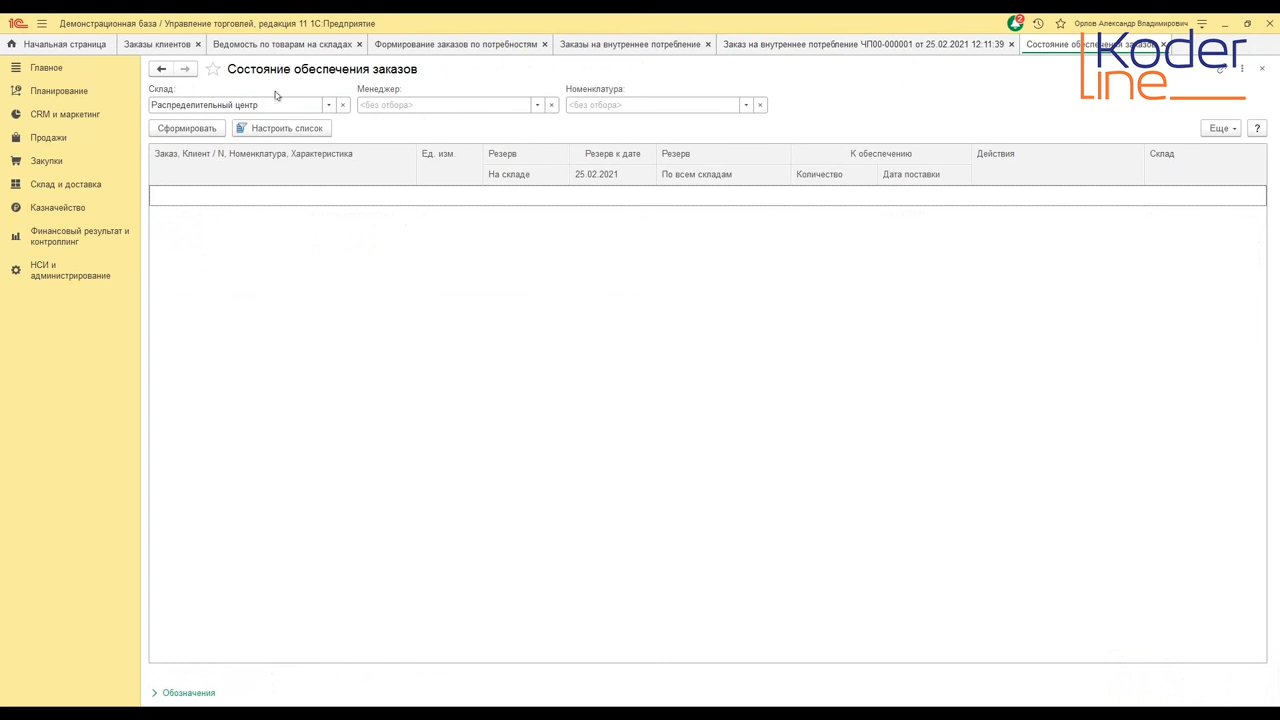 1С Демонстрационная база / Управление торговлей, редакция 11 1С:Предприятие
2
Орлов Александр Владимирович
Начальная страница
Заказы клиентов ×
Ведомость по товарам на складах ×
Формирование заказов по потребностям ×
Заказы на внутреннее потребление ×
Заказ на внутреннее потребление ЧП00-000001 от 25.02.2021 12:11:39 ×
Состояние обеспечения заказов ×
Koder
line
Главное
Планирование
CRM и маркетинг
Продажи
Закупки
Склад и доставка
Казначейство
Финансовый результат и
контроллинг
НСИ и
администрирование
Состояние обеспечения заказов
Склад:
Менеджер:
Номенклатура:
Распределительный центр
<без отбора>
<без отбора>
Сформировать
Настроить список
Еще
?
Заказ, Клиент / N, Номенклатура, Характеристика
Ед. изм.
Резерв
Резерв к дате
Резерв
К обеспечению
Действия
Склад
На складе
25.02.2021
По всем складам
Количество
Дата поставки
Обозначения